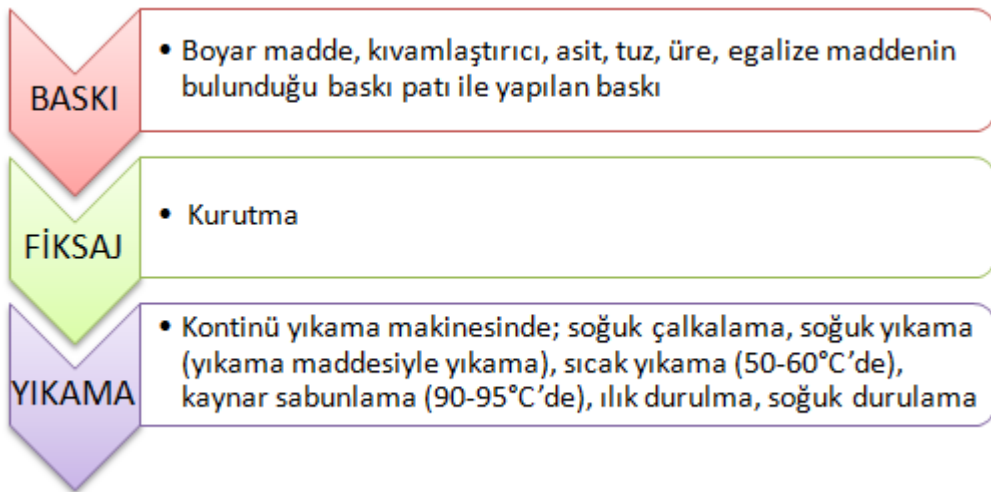 BASKI
• Boyar madde, kıvamlaştırıcı, asit, tuz, üre, egalize maddenin
bulunduğu baskı patı ile yapılan baskı
FİKSAJ
• Kurutma
YIKAMA
• Kontinü yıkama makinesinde; soğuk çalkalama, soğuk yıkama
(yıkama maddesiyle yıkama), sıcak yıkama (50-60°C’de),
kaynar sabunlama (90-95°C’de), ılık durulma, soğuk durulama